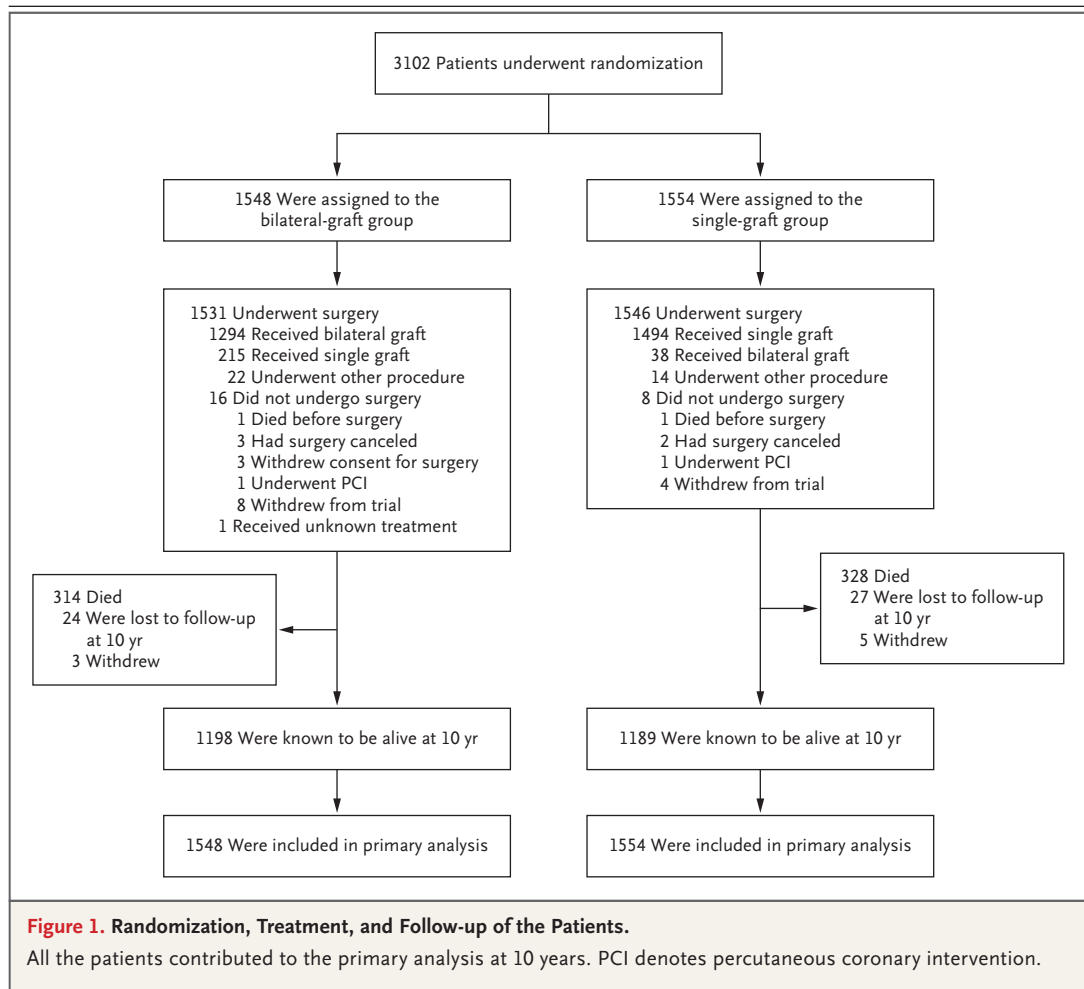 3102 Patients underwent randomization
1548 Were assigned to the
bilateral-graft group
1554 Were assigned to the
single-graft group
1531 Underwent surgery
1294 Received bilateral graft
215 Received single graft
22 Underwent other procedure
16 Did not undergo surgery
1 Died before surgery
3 Had surgery canceled
3 Withdrew consent for surgery
1 Underwent PCI
8 Withdrew from trial
1 Received unknown treatment
1546 Underwent surgery
1494 Received single graft
38 Received bilateral graft
14 Underwent other procedure
8 Did not undergo surgery
1 Died before surgery
2 Had surgery canceled
1 Underwent PCI
4 Withdrew from trial
314 Died
24 Were lost to follow-up
at 10 yr
3 Withdrew
328 Died
27 Were lost to follow-up
at 10 yr
5 Withdrew
1198 Were known to be alive at 10 yr
1189 Were known to be alive at 10 yr
1548 Were included in primary analysis
1554 Were included in primary analysis
Figure 1. Randomization, Treatment, and Follow-up of the Patients.
All the patients contributed to the primary analysis at 10 years. PCI denotes percutaneous coronary intervention.